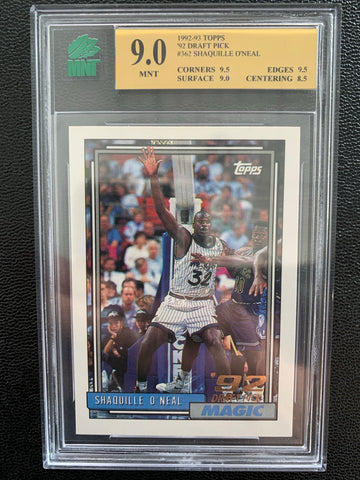 MNT
9.0
MNT
1992-93 TOPPS
'92 DRAFT PICK
#362 SHAQUILLE O'NEAL
CORNERS 9.5 EDGES 9.5
SURFACE 9.0 CENTERING 8.5
Topps
32
'92
DRAFT PICK
SHAQUILLE O'NEAL
MAGIC